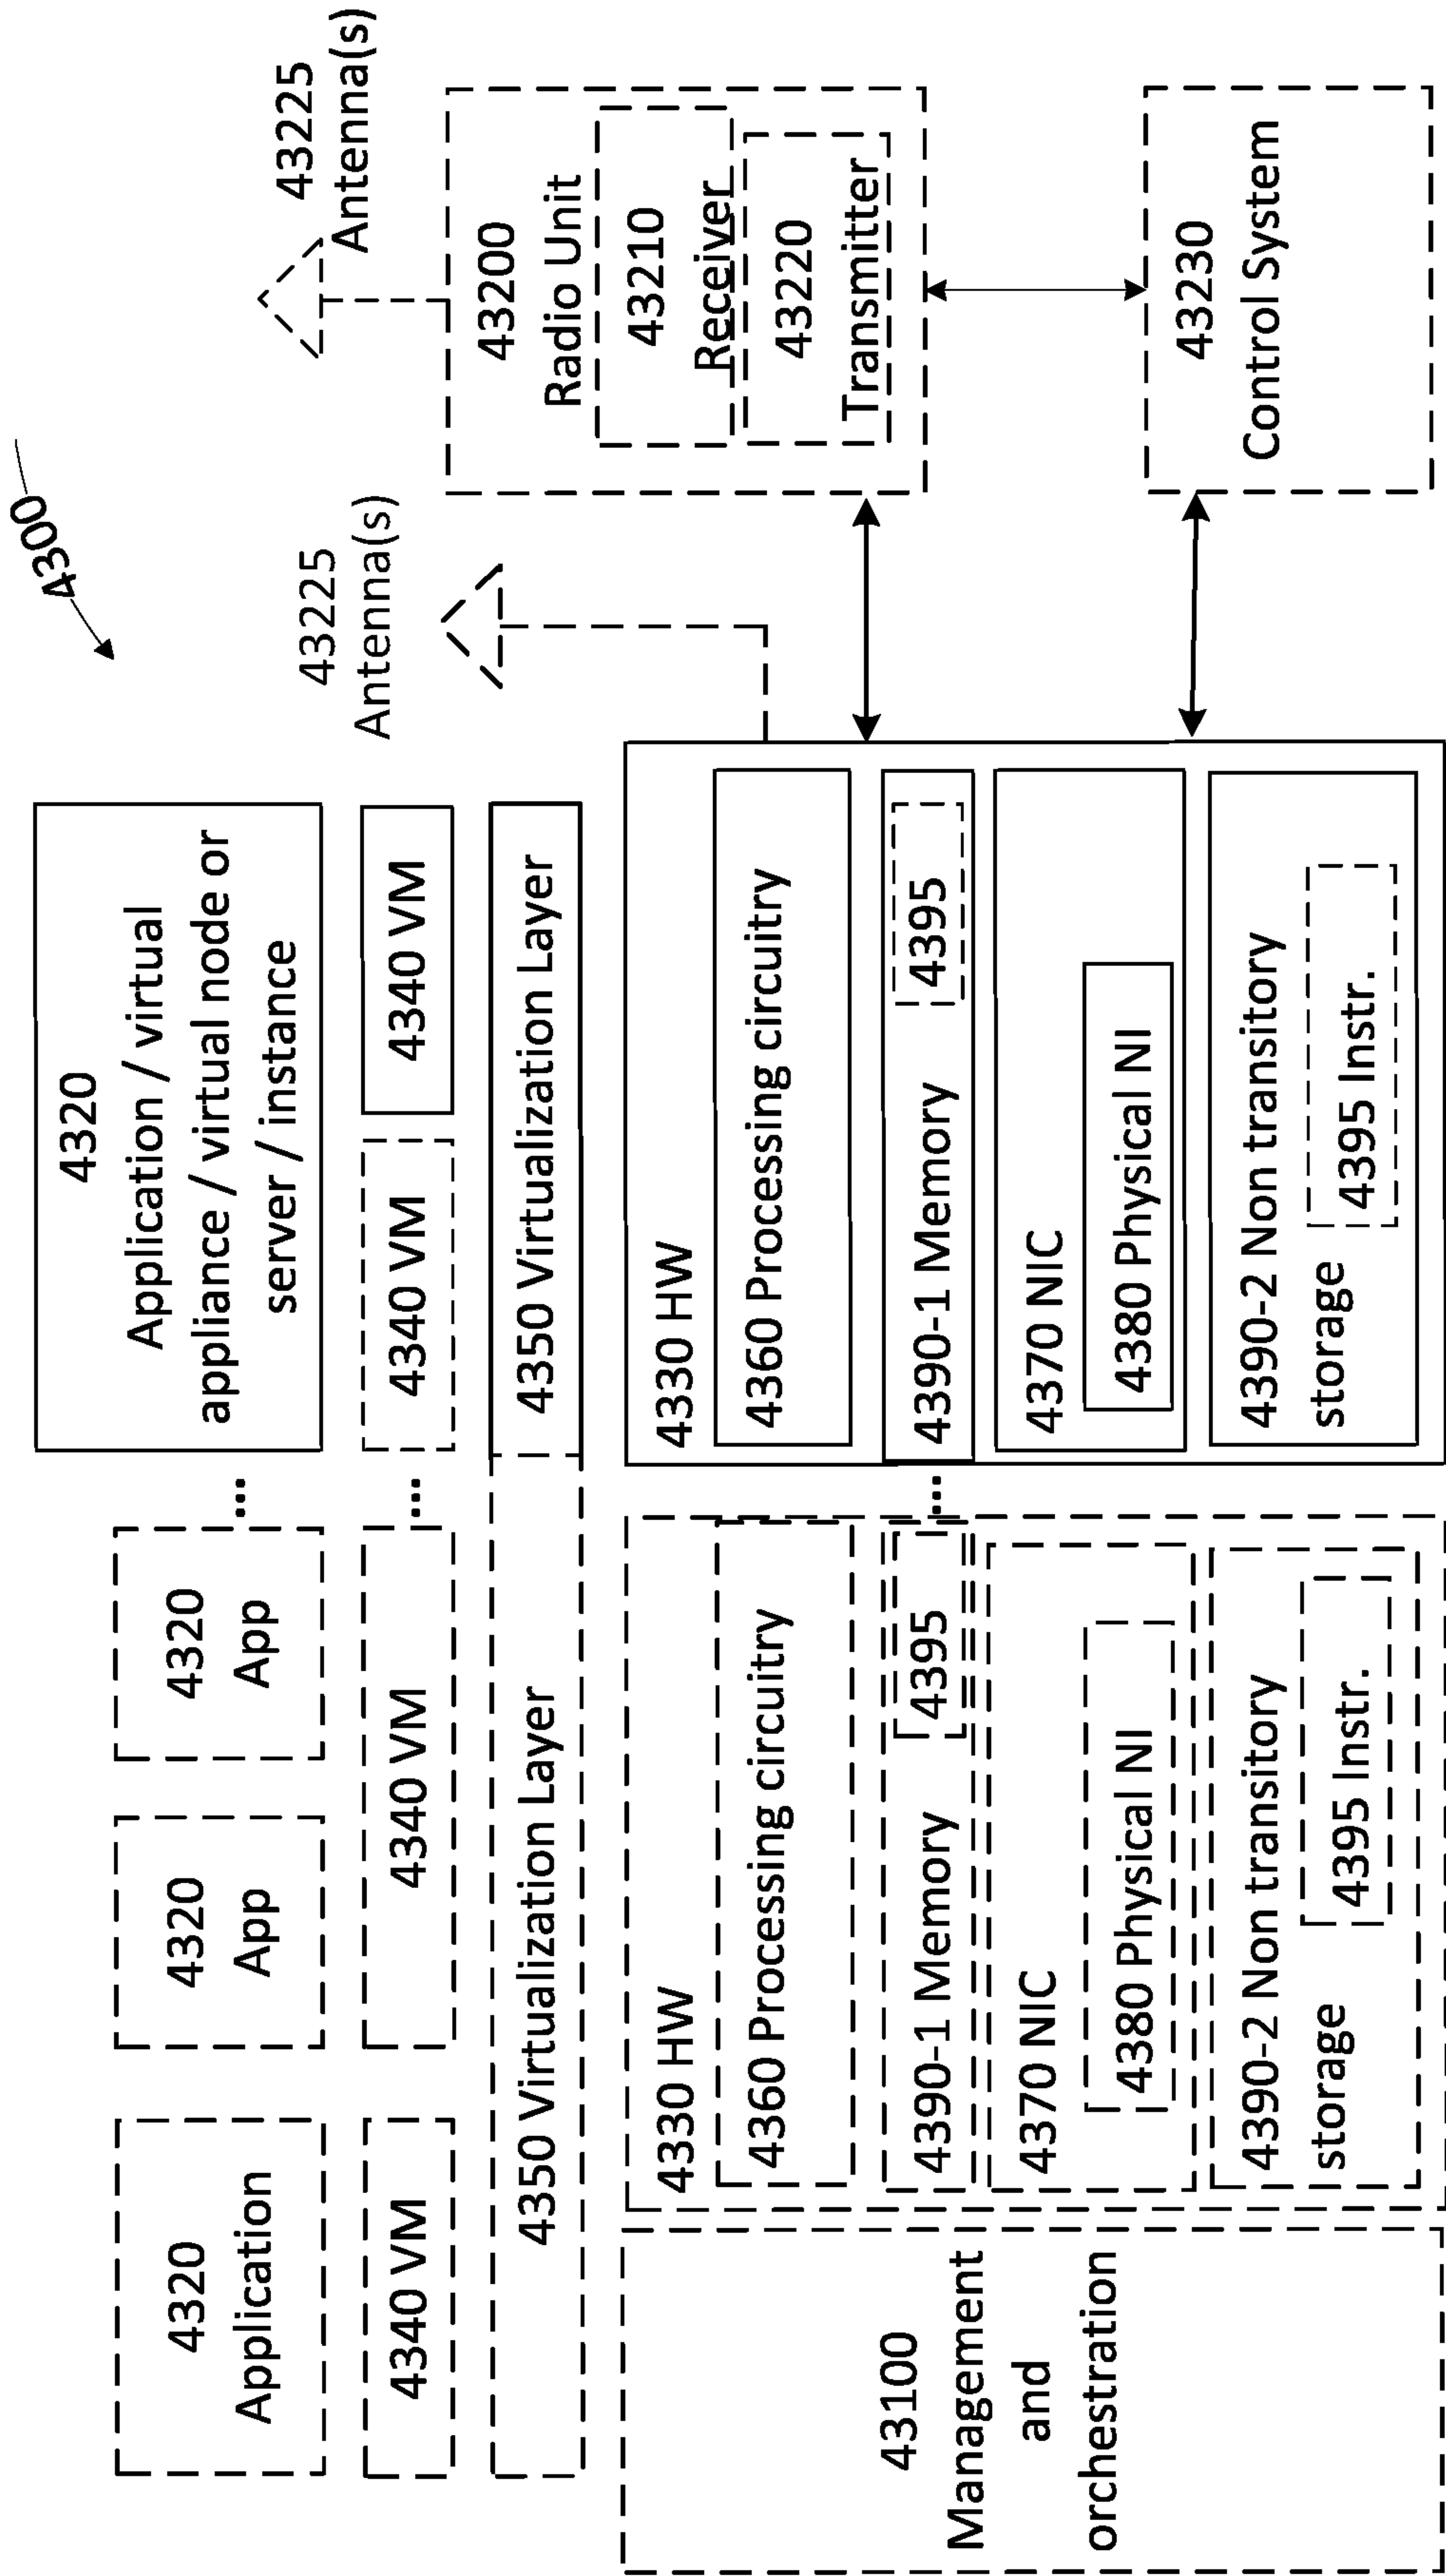 4300
4320
Application
4320
App
4320
App
...
4320
Application / virtual
appliance / virtual node or
server / instance
43225
Antenna(s)
43225
Antenna(s)
4340 VM
4340 VM
...
4340 VM
4340 VM
4350 Virtualization Layer
4350 Virtualization Layer
43100
Management
and
orchestration
4330 HW
4360 Processing circuitry
4390-1 Memory
4395
4370 NIC
4380 Physical NI
4390-2 Non transitory
storage
4395 Instr.
...
4330 HW
4360 Processing circuitry
4390-1 Memory
4395
4370 NIC
4380 Physical NI
4390-2 Non transitory
storage
4395 Instr.
43200
Radio Unit
43210
Receiver
43220
Transmitter
43230
Control System